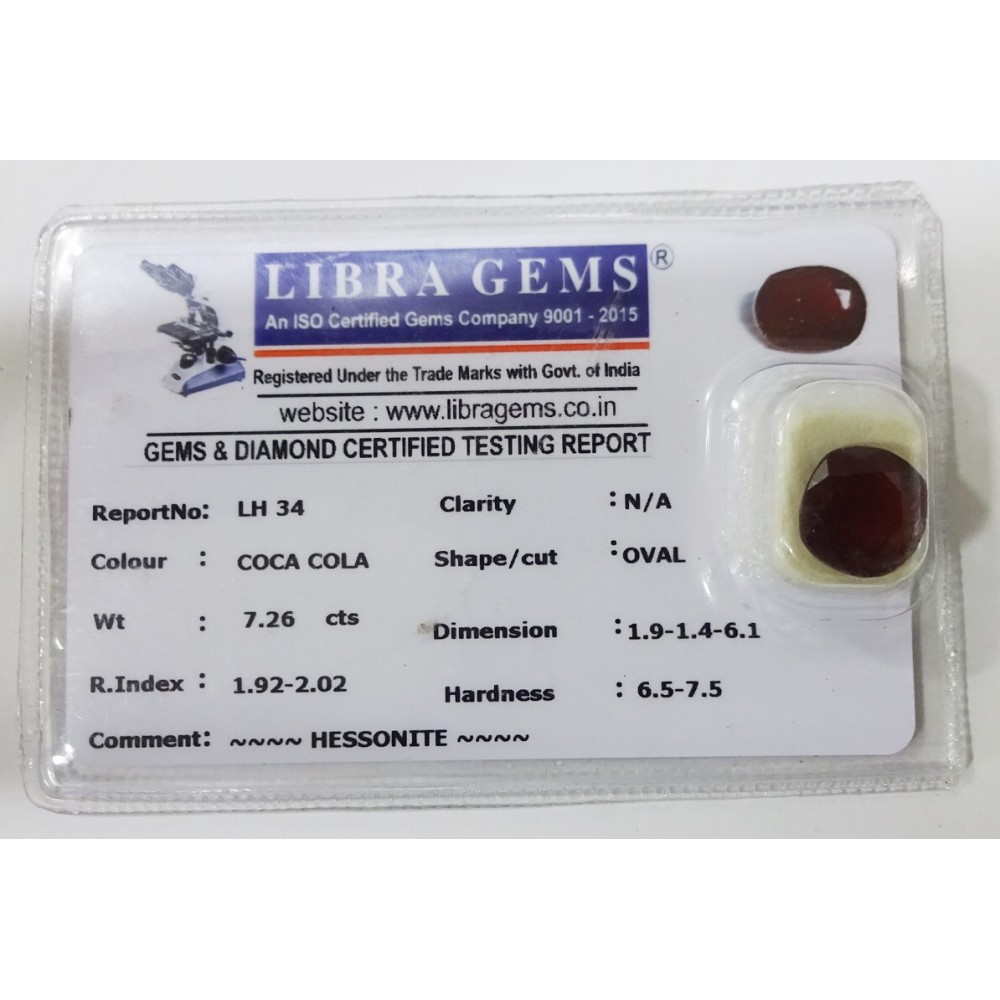 LIBRA GEMS ®
An ISO Certified Gems Company 9001 - 2015
Registered Under the Trade Marks with Govt. of India
website : www.libragems.co.in
GEMS & DIAMOND CERTIFIED TESTING REPORT
ReportNo: LH 34 Clarity : N/A
Colour : COCA COLA Shape/cut : OVAL
Wt : 7.26 cts Dimension : 1.9-1.4-6.1
R.Index : 1.92-2.02 Hardness : 6.5-7.5
Comment: ~~~~ HESSONITE ~~~~